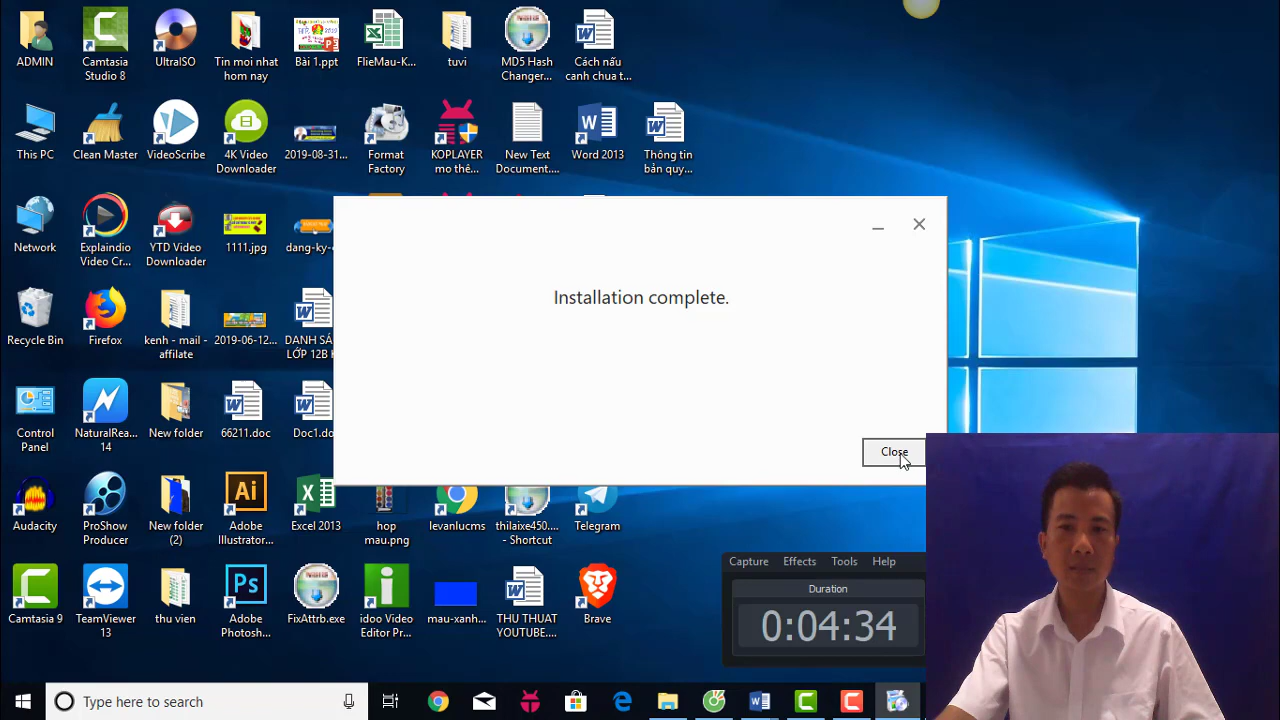 ADMIN
Camtasia
Studio 8
UltraISO
Tin moi nhat
hom nay
Bài 1.ppt
FlieMau-K...
tuvi
MD5 Hash
Changer...
Cách nấu
canh chua t...
This PC
Clean Master
VideoScribe
4K Video
Downloader
2019-08-31...
Format
Factory
KOPLAYER
mo thê...
New Text
Document....
Word 2013
Thông tin
bản quy...
Network
Explaindio
Video Cr...
YTD Video
Downloader
1111.jpg
dang-ky-
Installation complete.
Recycle Bin
Firefox
kenh - mail -
affilate
2019-06-12...
DANH SÁ
LỚP 12B
Control
Panel
NaturalRea...
14
New folder
66211.doc
Doc1.do
Close
Audacity
ProShow
Producer
New folder
(2)
Adobe
Illustrator...
Excel 2013
hop
mau.png
levanlucms
thilaixe450....
- Shortcut
Telegram
Camtasia 9
TeamViewer
13
thu vien
Adobe
Photosh...
FixAttrb.exe
idoo Video
Editor Pr...
mau-xanh...
THU THUAT
YOUTUBE....
Brave
Capture Effects Tools Help
Duration
0:04:34
Type here to search